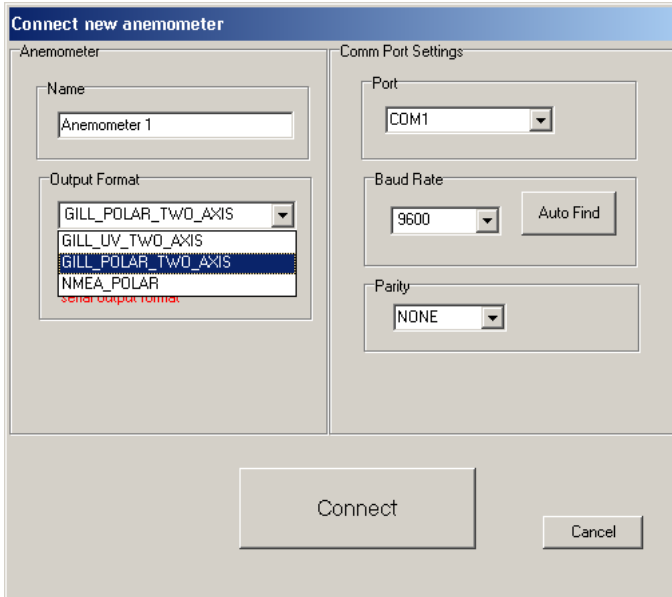 Connect new anemometer
Anemometer
Name
Anemometer 1
Output Format
GILL_POLAR_TWO_AXIS
GILL_UV_TWO_AXIS
GILL_POLAR_TWO_AXIS
NMEA_POLAR
serial output format
Comm Port Settings
Port
COM1
Baud Rate
9600
Auto Find
Parity
NONE
Connect
Cancel